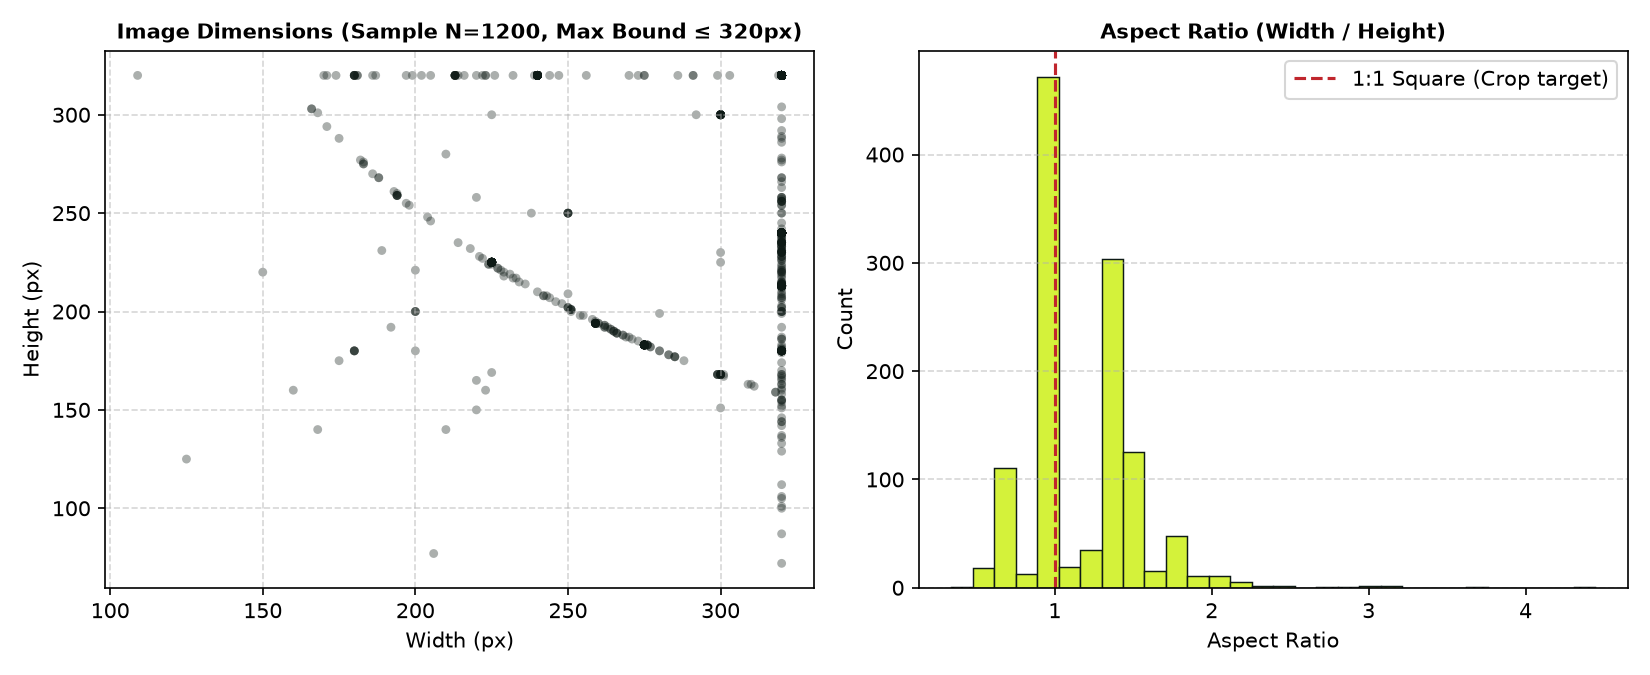 Image Dimensions (Sample N=1200, Max Bound ≤ 320px)
300
250
200
150
100
Height (px)
100 150 200 250 300
Width (px)
Aspect Ratio (Width / Height)
1:1 Square (Crop target)
400
300
200
100
0
Count
1 2 3 4
Aspect Ratio